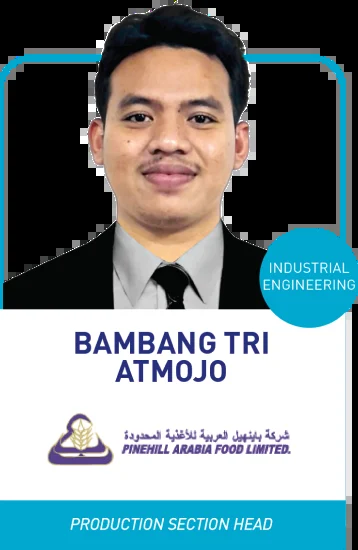 INDUSTRIAL
ENGINEERING
BAMBANG TRI
ATMOJO
شركة باينهيل العربية للأغذية المحدودة
PINEHILL ARABIA FOOD LIMITED.
PRODUCTION SECTION HEAD